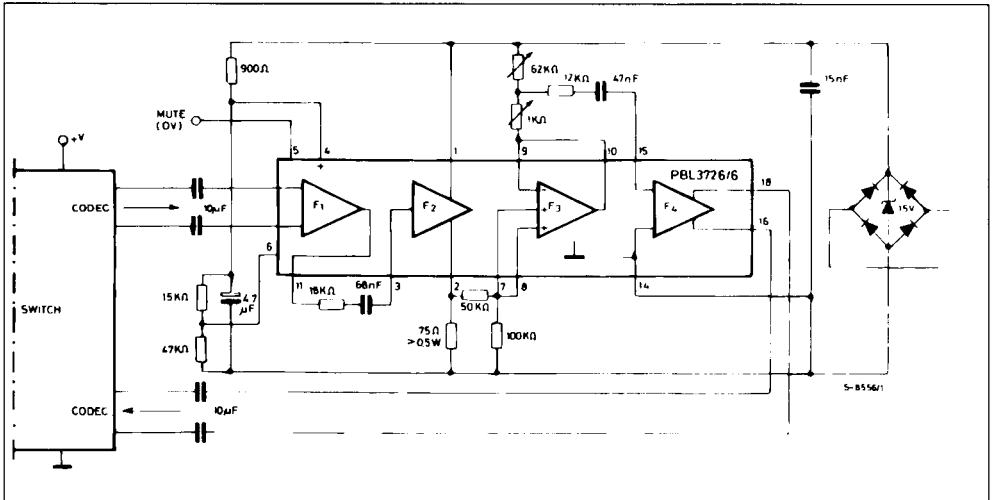 900Ω
62KΩ
12KΩ
47nF
15nF
MUTE
(0V)
1KΩ
+V
5
4
1
9
10
15
+
PBL3726/6
18
CODEC
10μF
F1
F2
-
+
+
F3
F4
16
15V
6
11
18KΩ
68nF
3
2
50KΩ
7
8
14
15KΩ
4.7
μF
SWITCH
75Ω
>0.5W
100KΩ
47KΩ
S-8556/1
CODEC
10μF